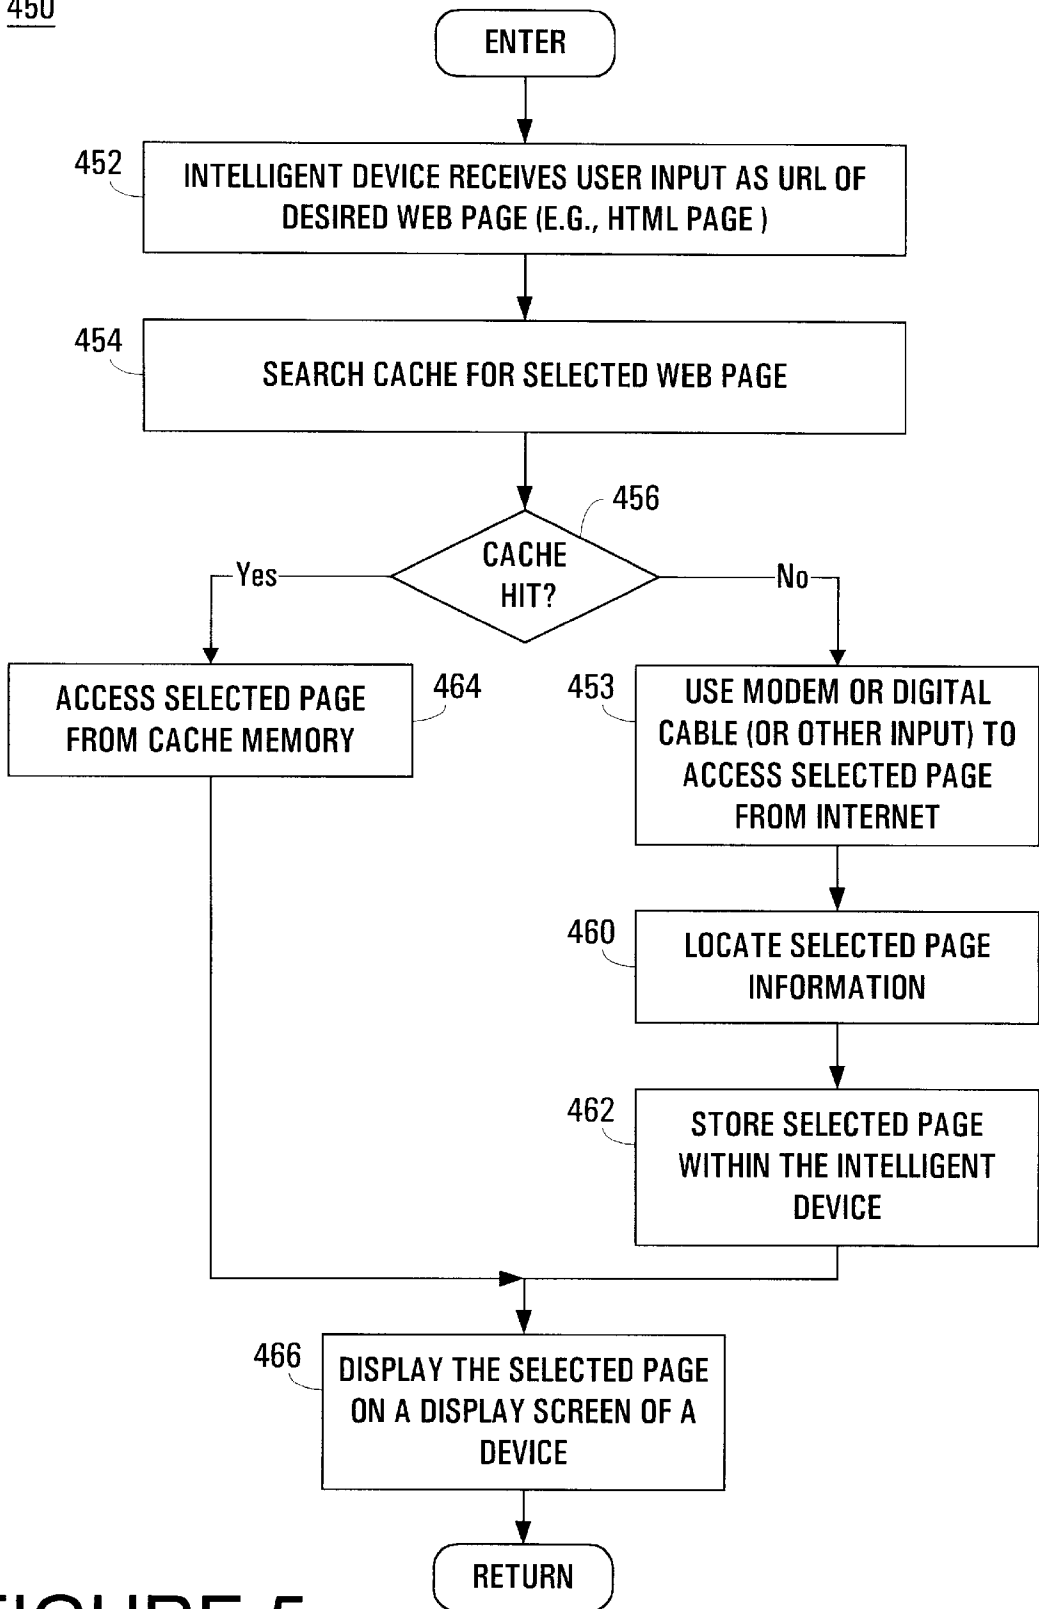 450
ENTER
452
INTELLIGENT DEVICE RECEIVES USER INPUT AS URL OF
DESIRED WEB PAGE (E.G., HTML PAGE )
454
SEARCH CACHE FOR SELECTED WEB PAGE
456
CACHE
HIT?
Yes
No
ACCESS SELECTED PAGE
FROM CACHE MEMORY
464
453
USE MODEM OR DIGITAL
CABLE (OR OTHER INPUT) TO
ACCESS SELECTED PAGE
FROM INTERNET
460
LOCATE SELECTED PAGE
INFORMATION
462
STORE SELECTED PAGE
WITHIN THE INTELLIGENT
DEVICE
466
DISPLAY THE SELECTED PAGE
ON A DISPLAY SCREEN OF A
DEVICE
RETURN
FIGURE 5